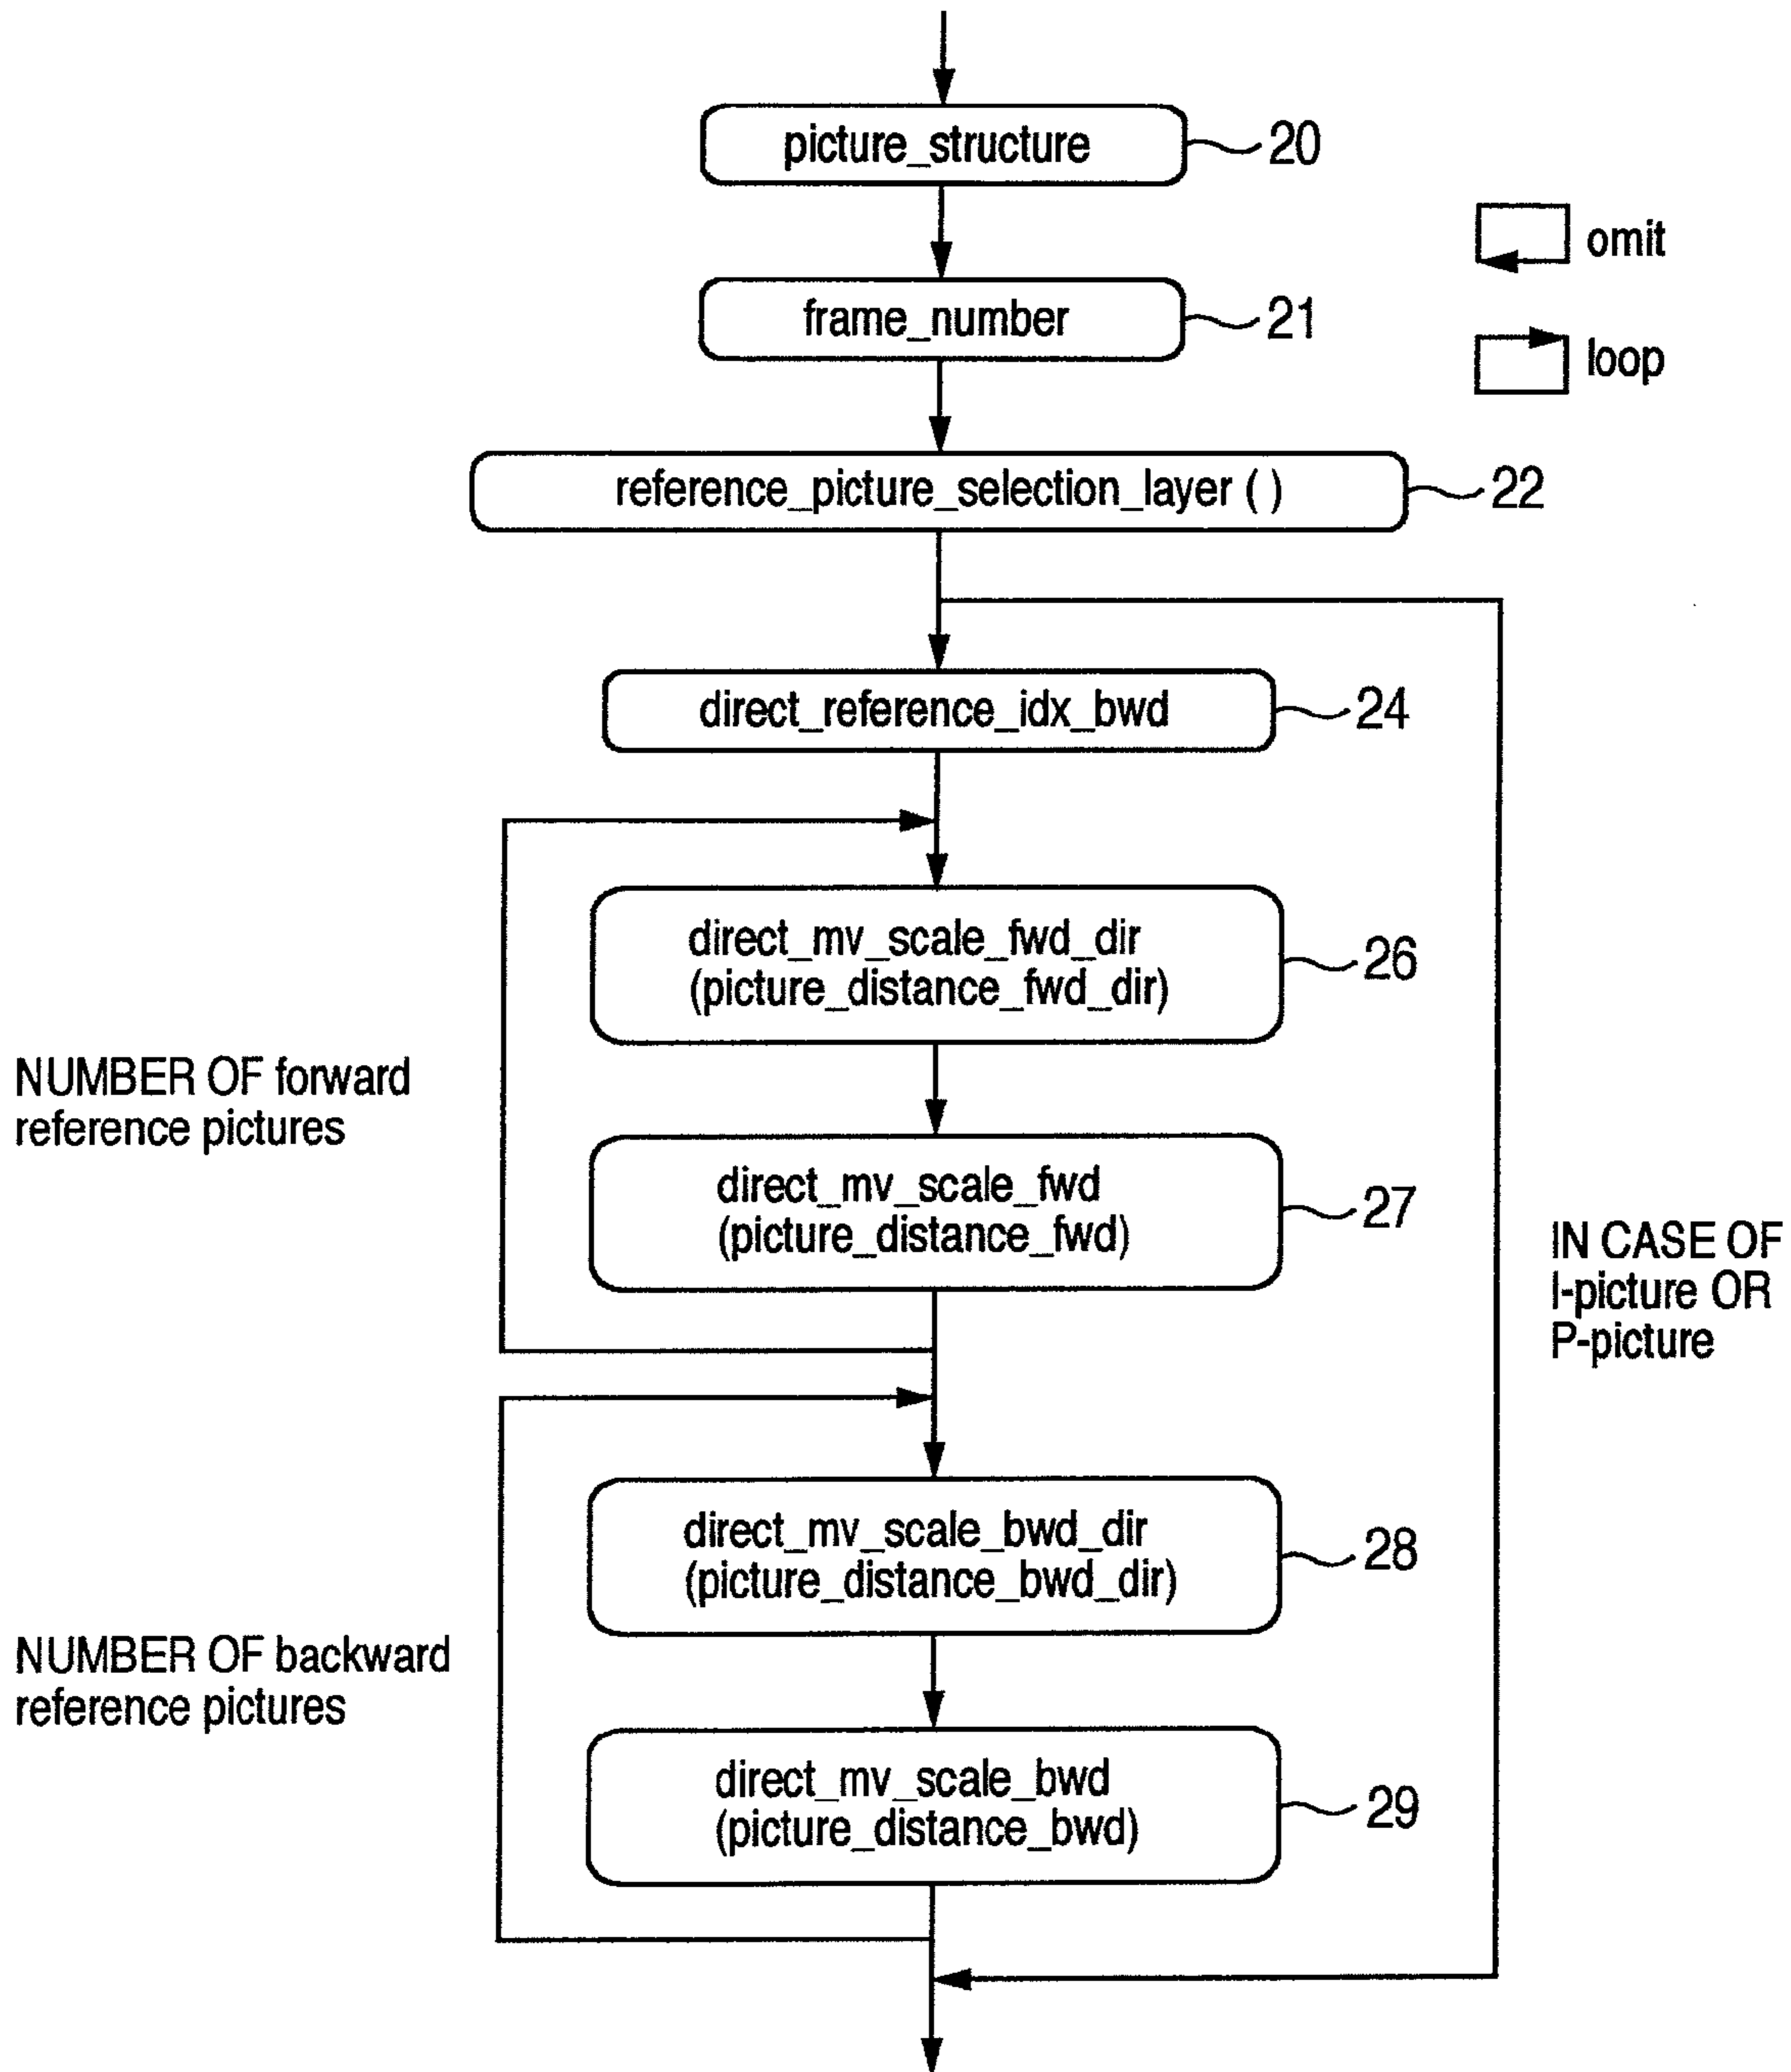 picture_structure
20
omit
frame_number
21
loop
reference_picture_selection_layer ( )
22
direct_reference_idx_bwd
24
direct_mv_scale_fwd_dir
(picture_distance_fwd_dir)
26
NUMBER OF forward
reference pictures
direct_mv_scale_fwd
(picture_distance_fwd)
27
IN CASE OF
I-picture OR
P-picture
direct_mv_scale_bwd_dir
(picture_distance_bwd_dir)
28
NUMBER OF backward
reference pictures
direct_mv_scale_bwd
(picture_distance_bwd)
29